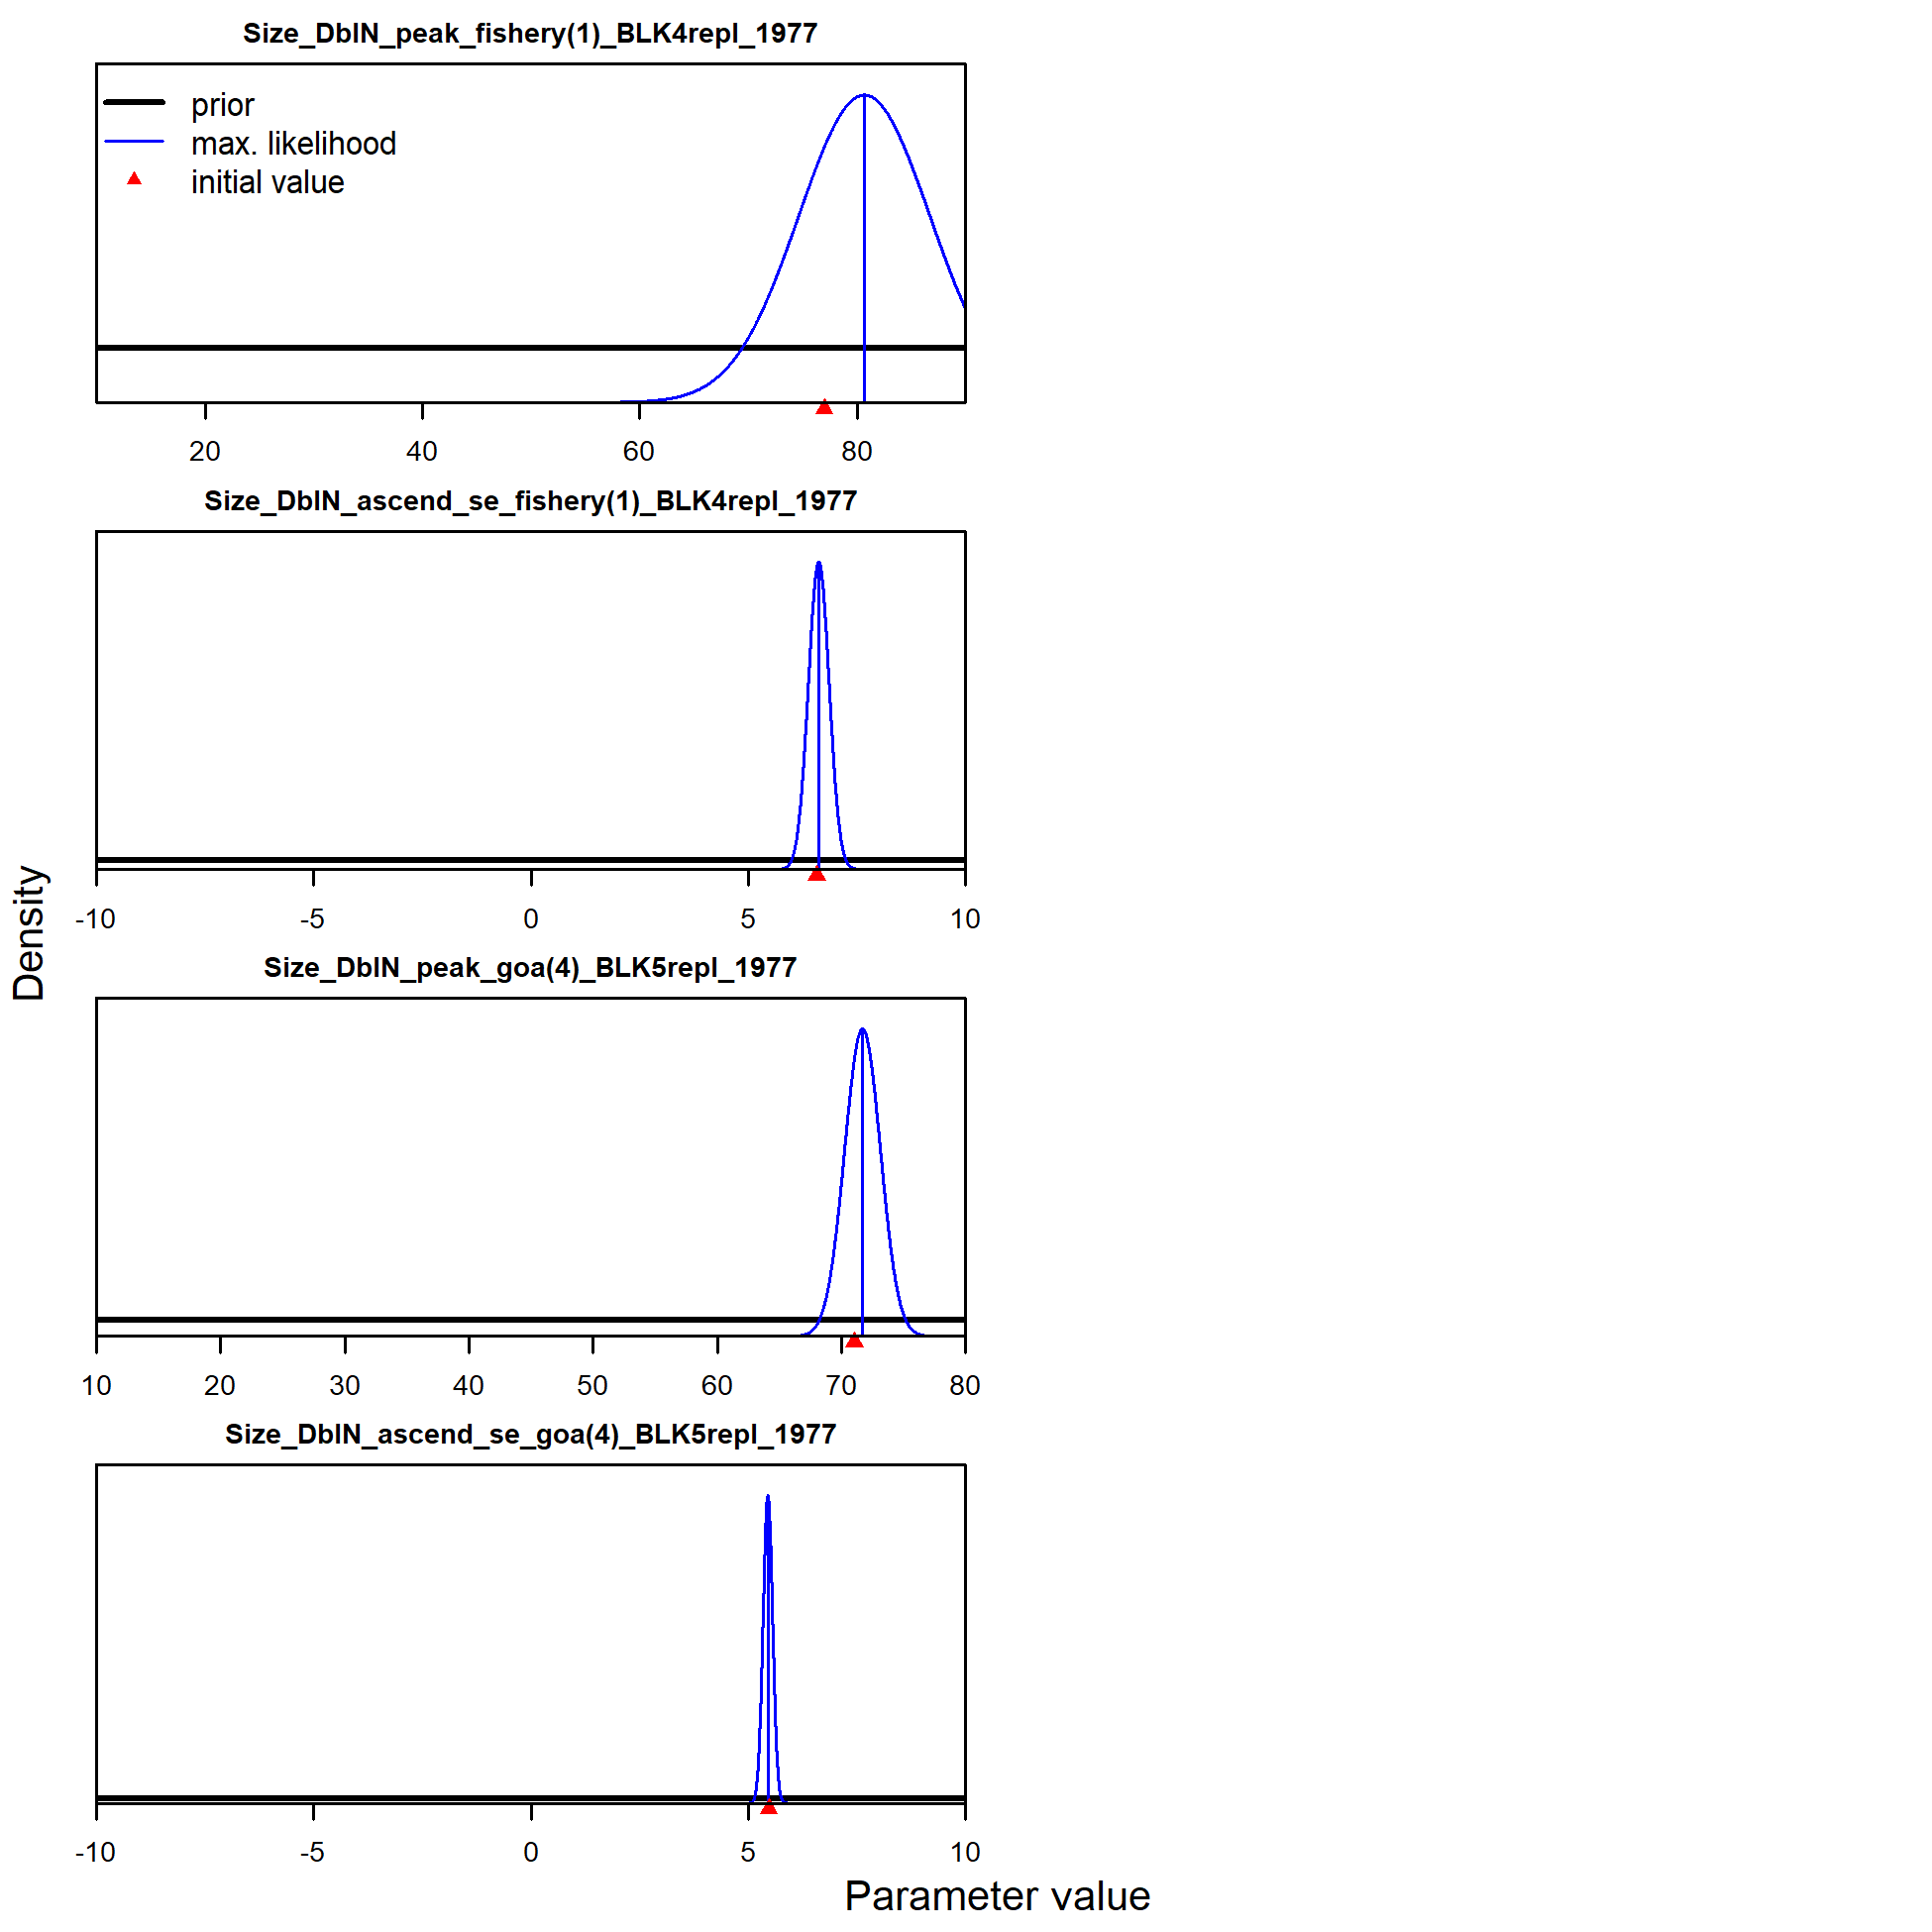 Size_DblN_peak_fishery(1)_BLK4repl_1977
prior
max. likelihood
initial value
20 40 60 80
Size_DblN_ascend_se_fishery(1)_BLK4repl_1977
-10 -5 0 5 10
Density
Size_DblN_peak_goa(4)_BLK5repl_1977
10 20 30 40 50 60 70 80
Size_DblN_ascend_se_goa(4)_BLK5repl_1977
-10 -5 0 5 10
Parameter value